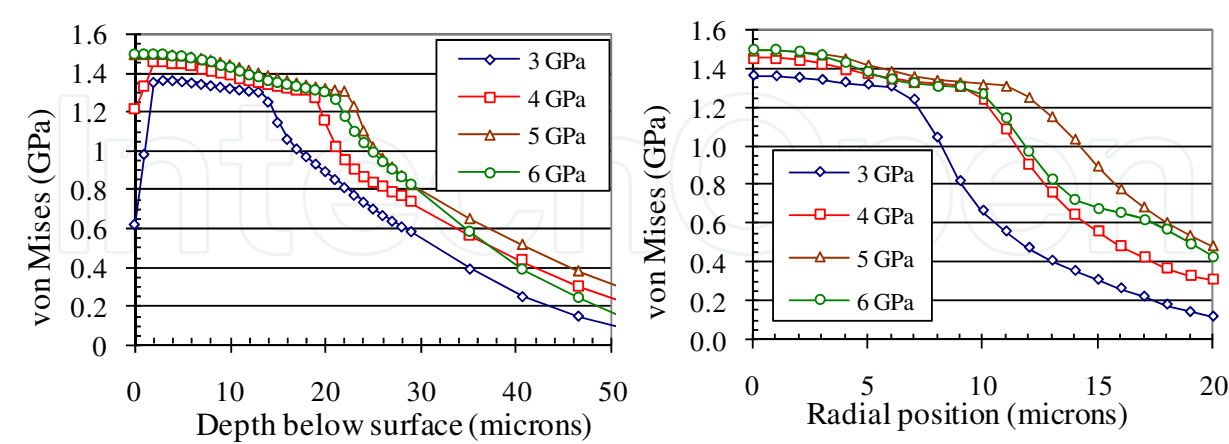 1.6
1.4
1.2
1
0.8
0.6
0.4
0.2
0
von Mises (GPa)
0 10 20 30 40 50
Depth below surface (microns)
3 GPa
4 GPa
5 GPa
6 GPa
1.6
1.4
1.2
1.0
0.8
0.6
0.4
0.2
0.0
von Mises (GPa)
0 5 10 15 20
Radial position (microns)
3 GPa
4 GPa
5 GPa
6 GPa
IntechOpen